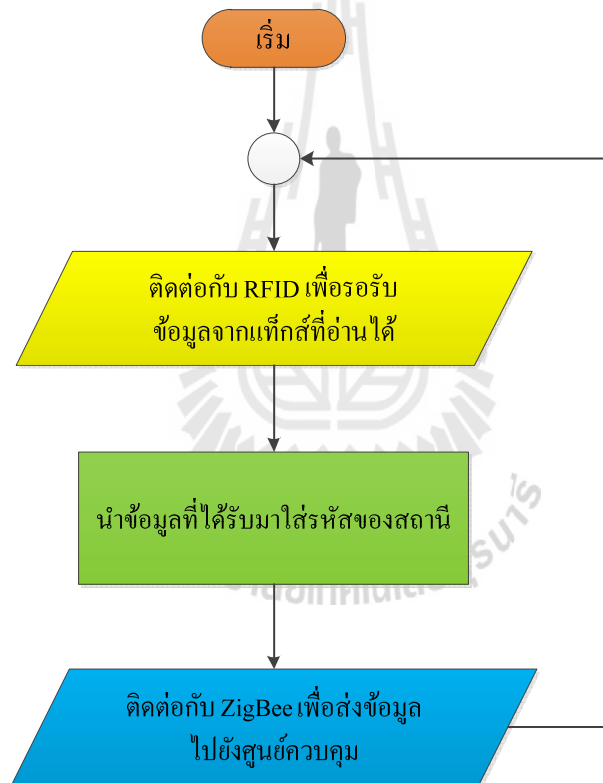 เริ่ม
ติดต่อกับ RFID เพื่อรอรับ
ข้อมูลจากแท็กส์ที่อ่านได้
นำข้อมูลที่ได้รับมาใส่รหัสของสถานี
ติดต่อกับ ZigBee เพื่อส่งข้อมูล
ไปยังศูนย์ควบคุม